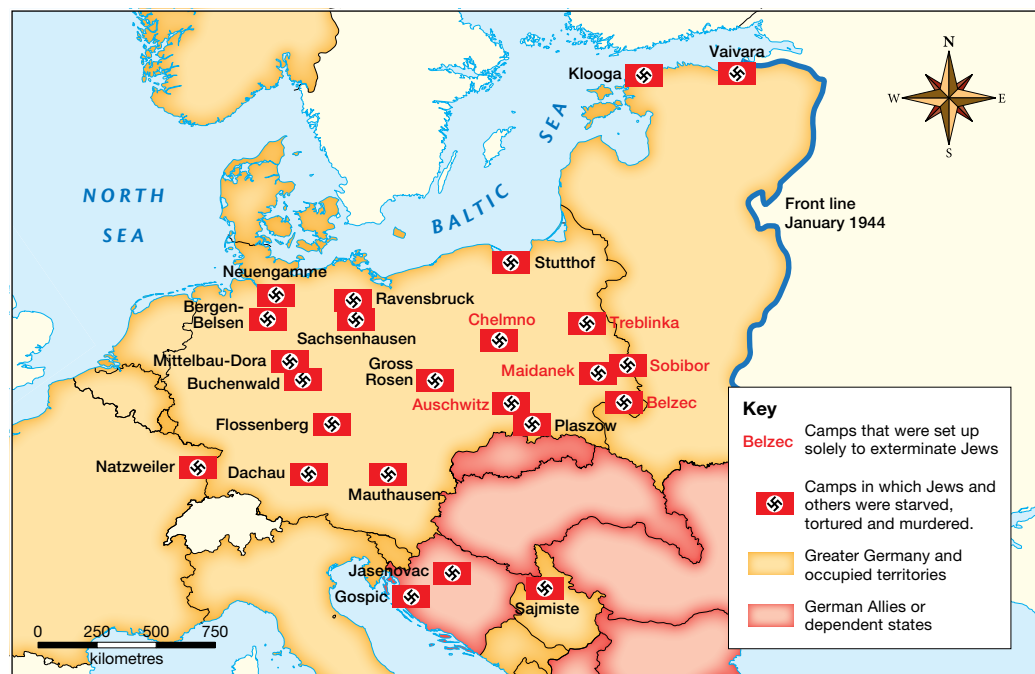 Vaivara
Klooga
N
W
E
S
NORTH
SEA
BALTIC
SEA
Front line
January 1944
Stutthof
Neuengamme
Ravensbruck
Bergen-
Belsen
Sachsenhausen
Chelmno
Treblinka
Mittelbau-Dora
Buchenwald
Gross
Rosen
Maidanek
Sobibor
Auschwitz
Belzec
Flossenberg
Plaszow
Natzweiler
Dachau
Mauthausen
Jasenovac
Gospic
Sajmiste
0 250 500 750
kilometres
Key
Belzec
Camps that were set up
solely to exterminate Jews
Camps in which Jews and
others were starved,
tortured and murdered.
Greater Germany and
occupied territories
German Allies or
dependent states